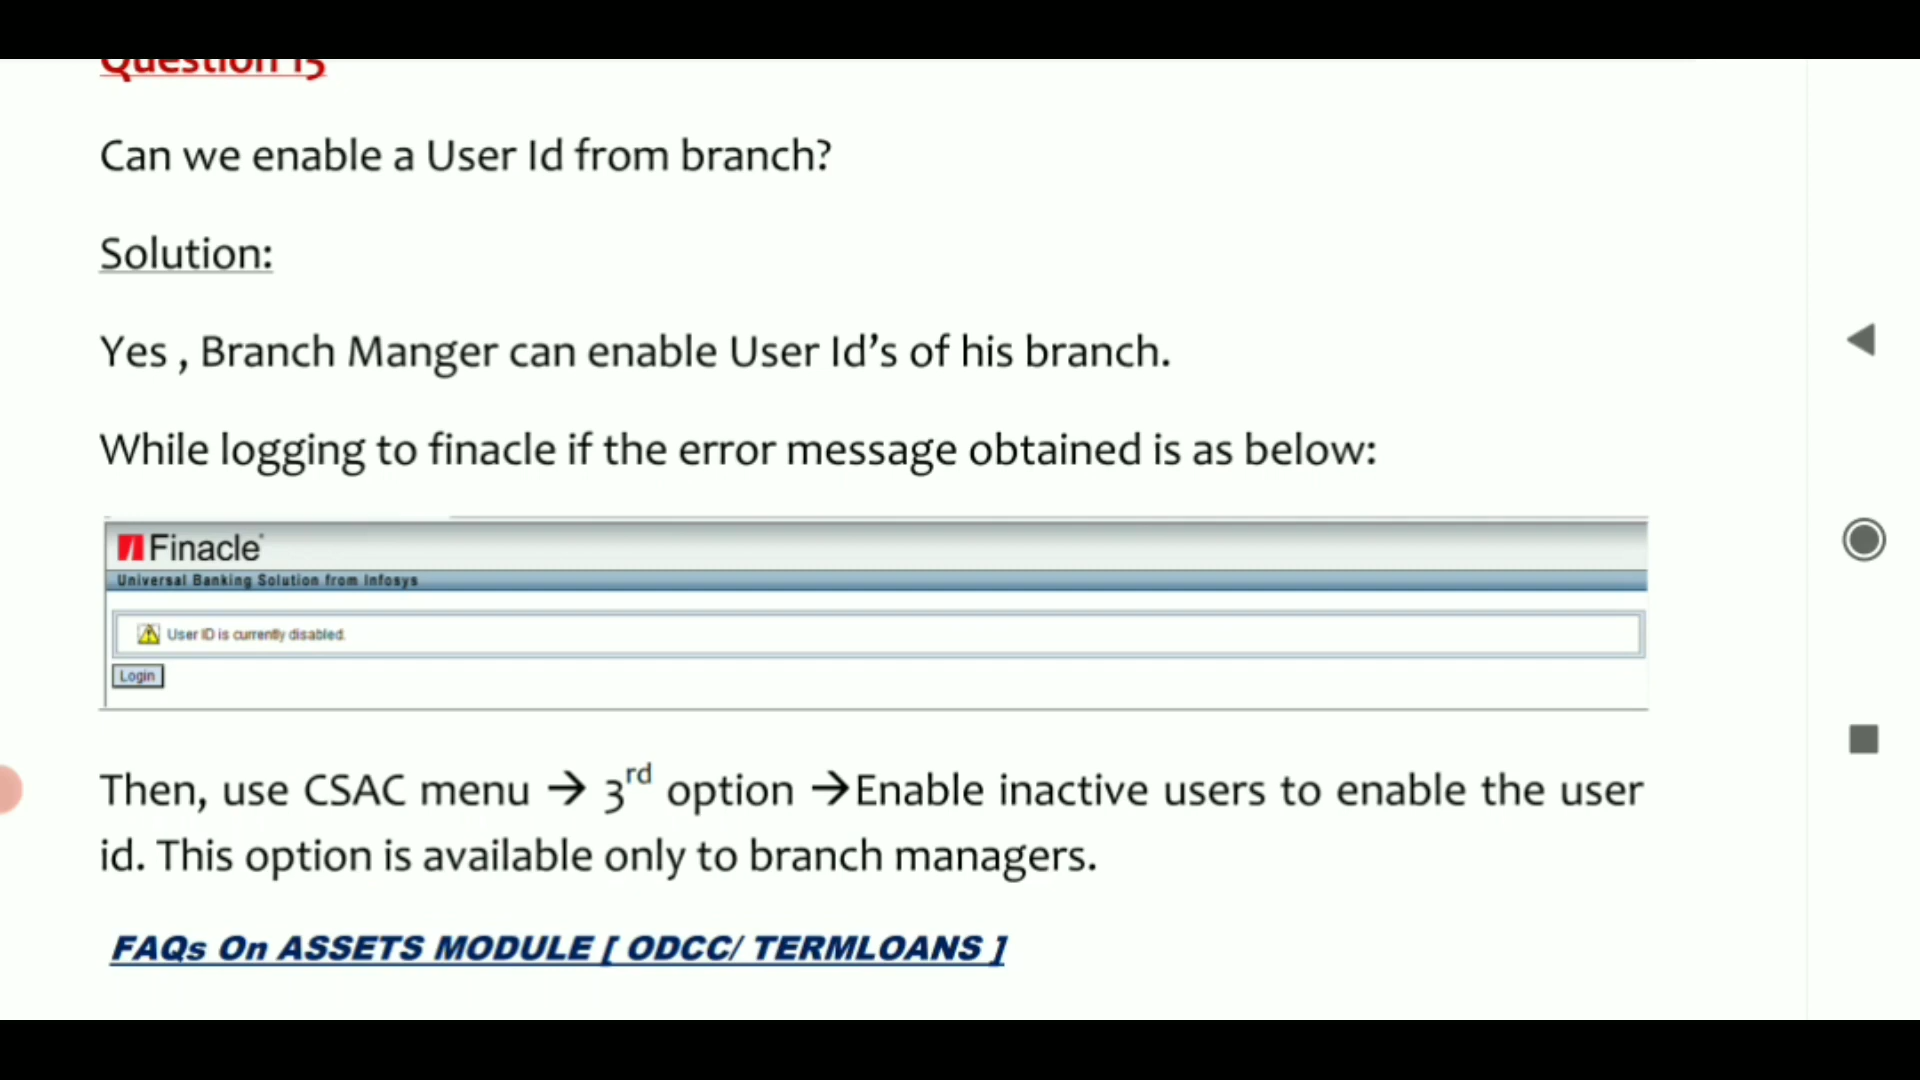 Question 15
Can we enable a User Id from branch?
Solution:
Yes , Branch Manger can enable User Id’s of his branch.
While logging to finacle if the error message obtained is as below:
Finacle
Universal Banking Solution from Infosys
User ID is currently disabled.
Login
Then, use CSAC menu → 3rd option →Enable inactive users to enable the user
id. This option is available only to branch managers.
FAQs On ASSETS MODULE [ ODCC/ TERMLOANS ]